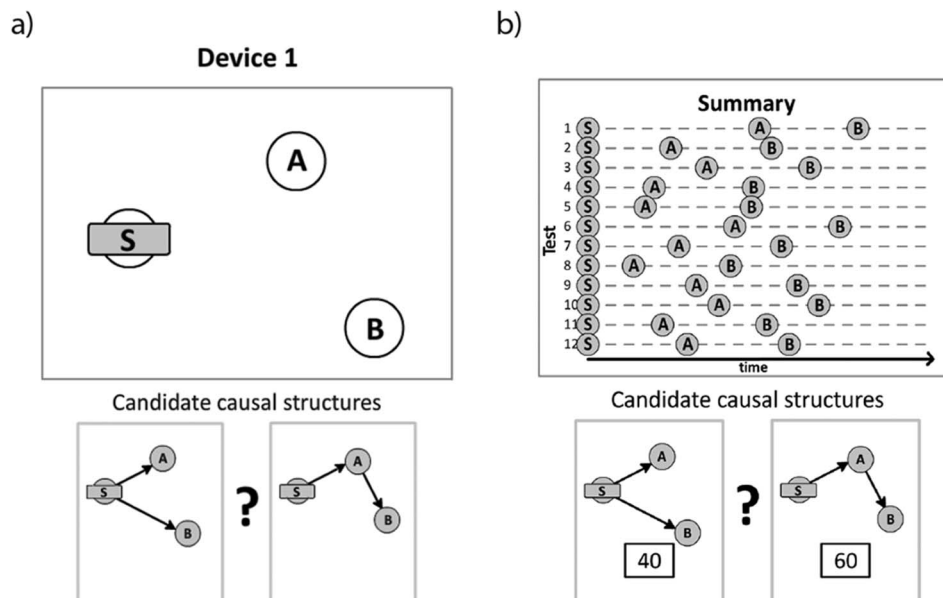 a)
Device 1
S
A
B
Candidate causal structures
S
A
B
?
S
A
B
b)
Summary
Test
1 S A B
2 S A B
3 S A B
4 S A B
5 S A B
6 S A B
7 S A B
8 S A B
9 S A B
10 S A B
11 S A B
12 S A B
time
Candidate causal structures
S
A
B
40
?
S
A
B
60